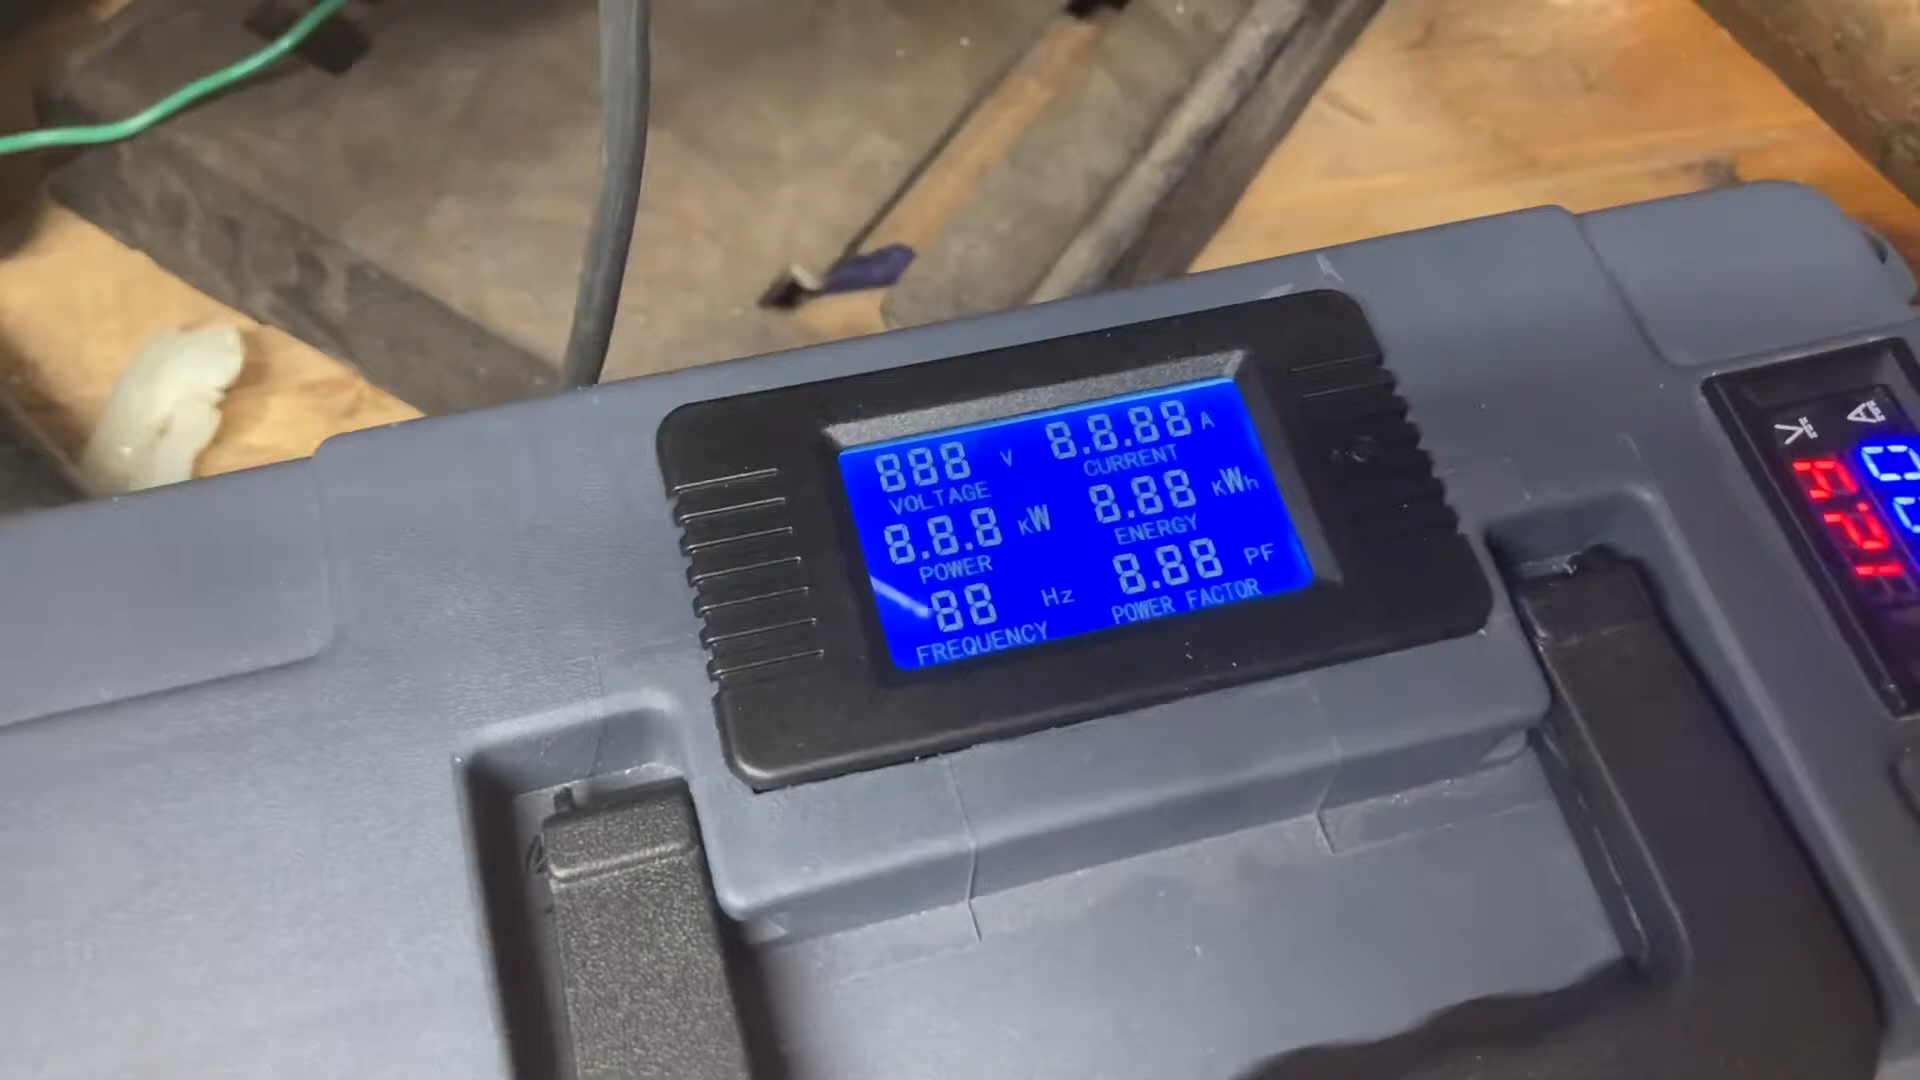 888 V 8.8.88 A
VOLTAGE CURRENT
8.8.8 KW 8.88 KWh
POWER ENERGY
88 Hz 8.88 PF
FREQUENCY POWER FACTOR
V A